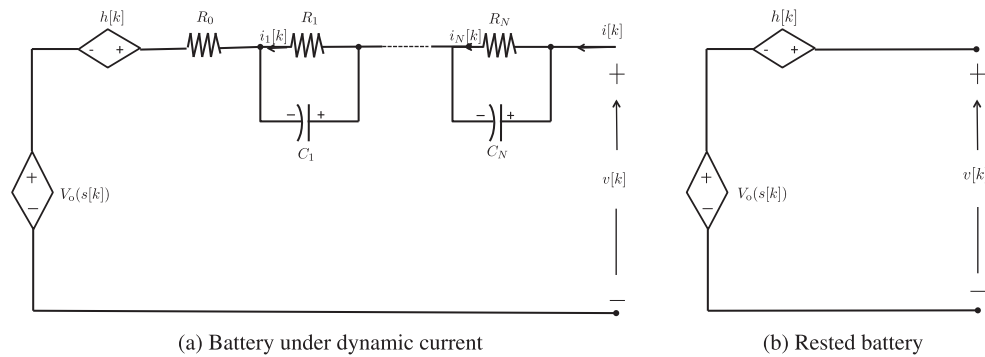 h[k]
R_0
i_1[k]
R_1
i_N[k]
R_N
i[k]
- +
− +
C_1
− +
C_N
+
v[k]
−
+
V_o(s[k])
−
(a) Battery under dynamic current
h[k]
- +
+
v[k
−
+
V_o(s[k])
−
(b) Rested battery